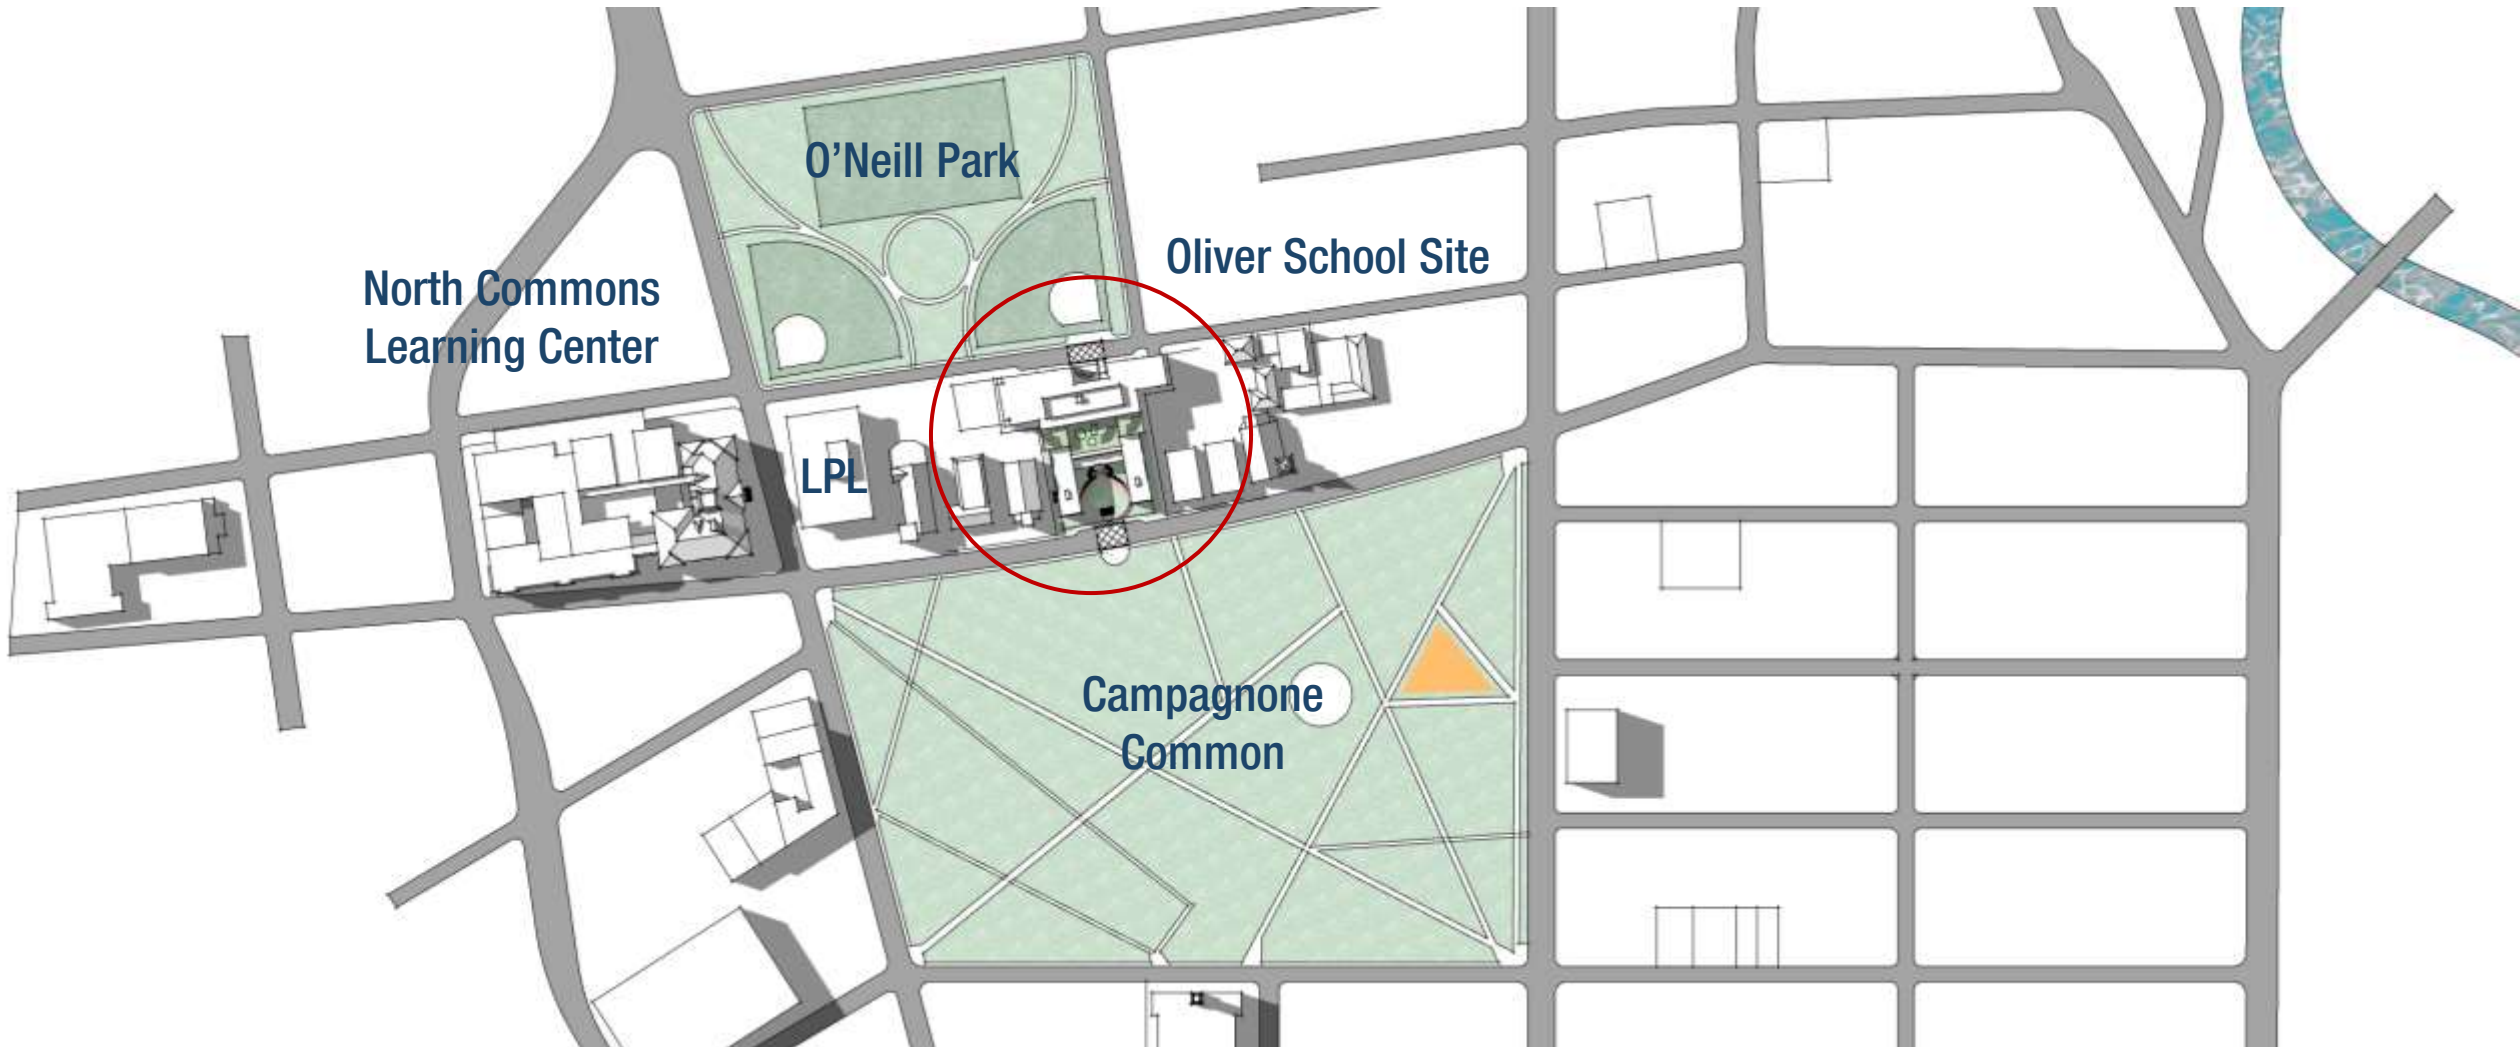 O'Neill Park
Oliver School Site
North Commons
Learning Center
LPL
Campagnone
Common